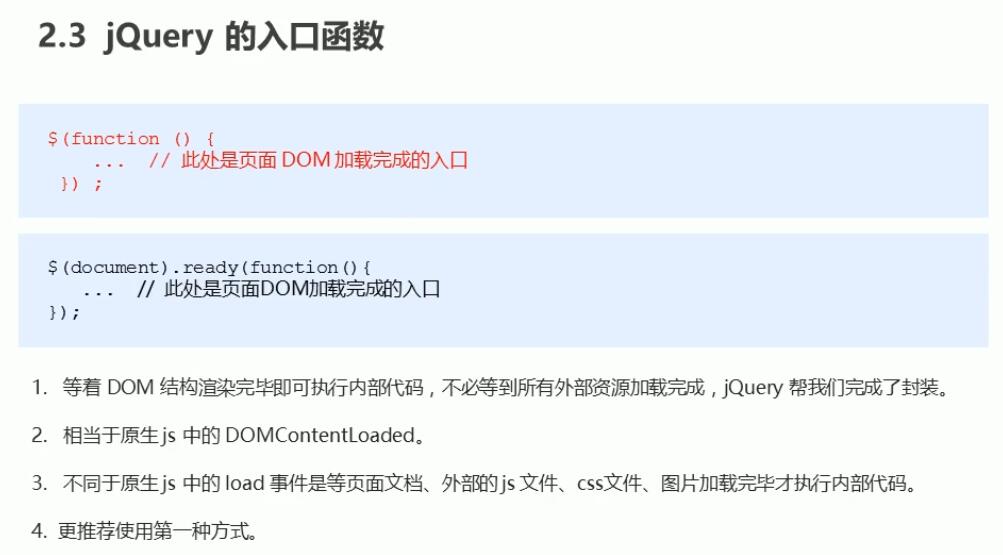 2.3 jQuery 的入口函数
$(function () {
... // 此处是页面 DOM 加载完成的入口
}) ;
$(document).ready(function(){
... // 此处是页面DOM加载完成的入口
});
1. 等着 DOM 结构渲染完毕即可执行内部代码，不必等到所有外部资源加载完成，jQuery 帮我们完成了封装。
2. 相当于原生 js 中的 DOMContentLoaded。
3. 不同于原生 js 中的 load 事件是等页面文档、外部的 js 文件、css文件、图片加载完毕才执行内部代码。
4. 更推荐使用第一种方式。